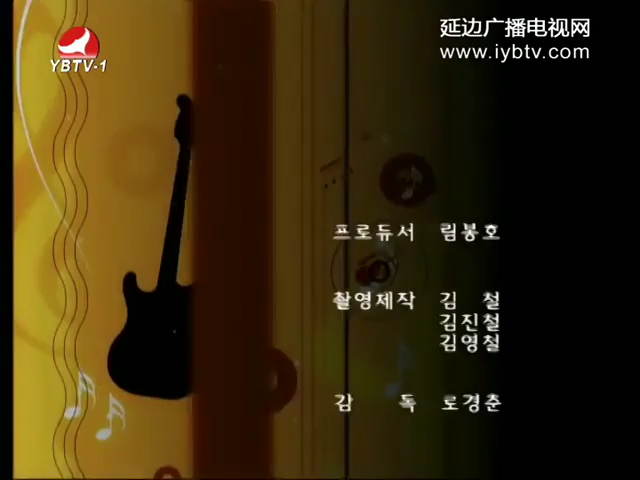 延边广播电视网
www.iybtv.com
YBTV-1
프로듀서 림봉호
촬영제작 김 철
김진철
김영철
감 독 로경춘